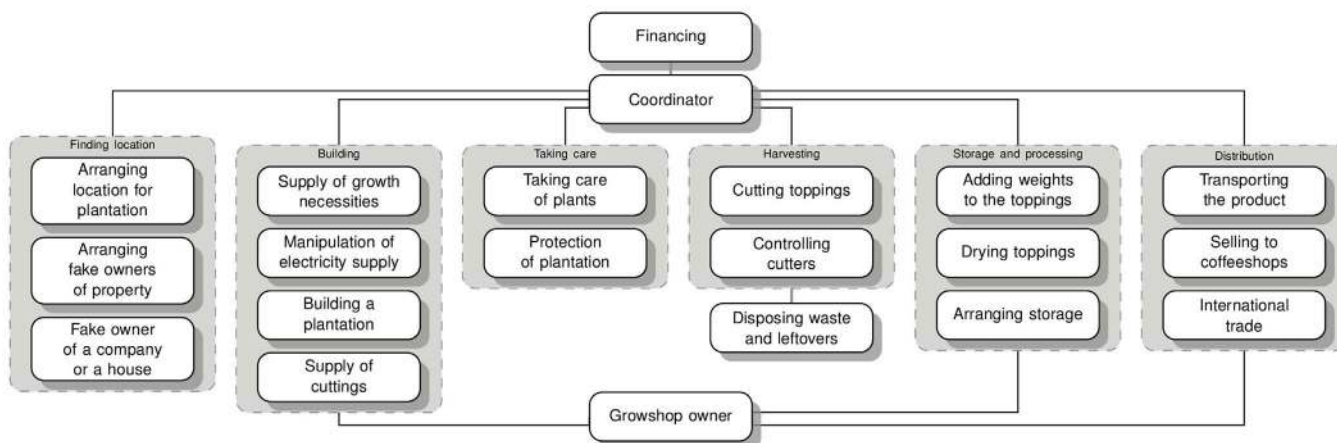 Financing
Coordinator
Finding location
Arranging
location for
plantation
Arranging
fake owners
of property
Fake owner
of a company
or a house
Building
Supply of growth
necessities
Manipulation of
electricity supply
Building a
plantation
Supply of
cuttings
Taking care
Taking care
of plants
Protection
of plantation
Harvesting
Cutting toppings
Controlling
cutters
Disposing waste
and leftovers
Storage and processing
Adding weights
to the toppings
Drying toppings
Arranging storage
Distribution
Transporting
the product
Selling to
coffeeshops
International
trade
Growshop owner